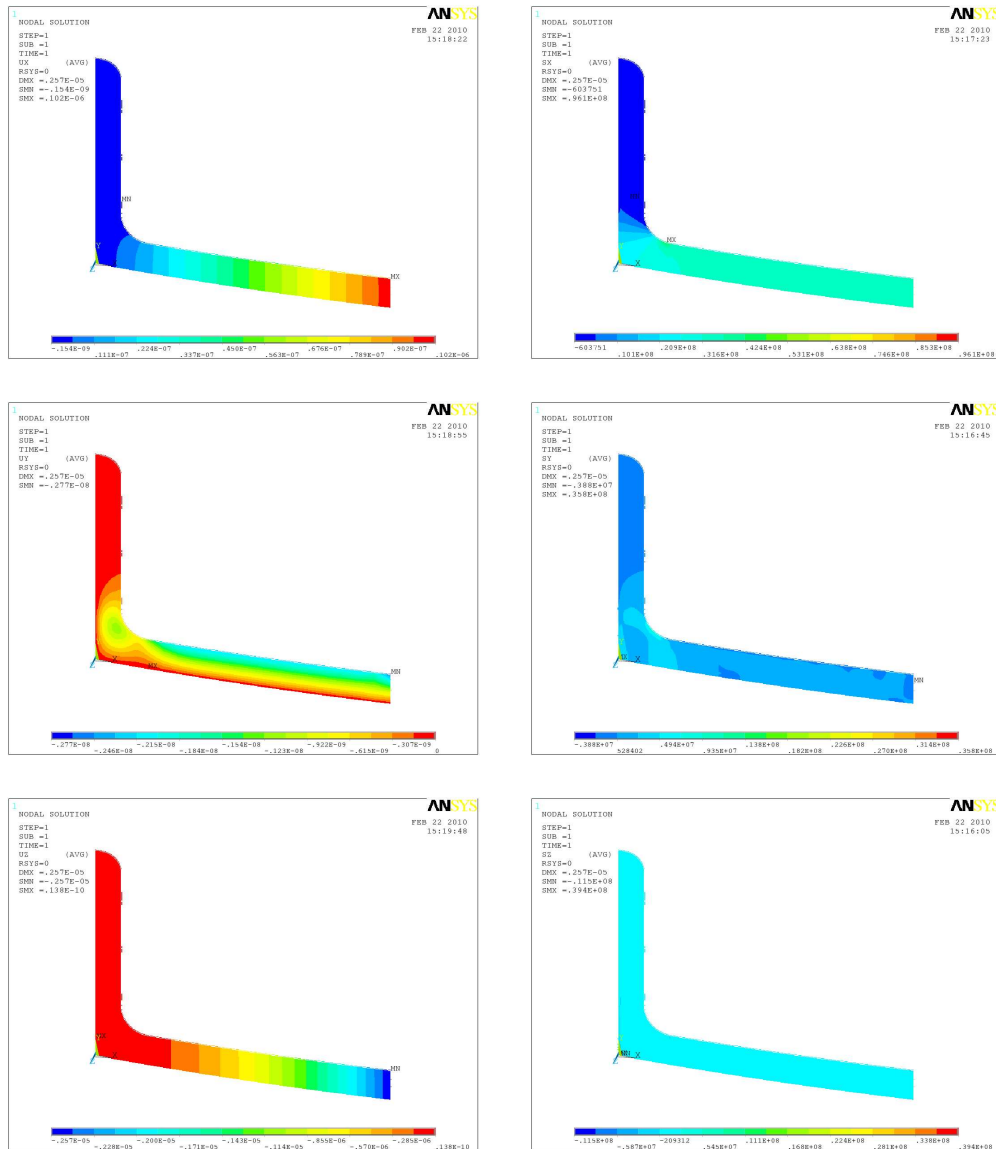 1
ANSYS
NODAL SOLUTION
FEB 22 2010
15:18:22
STEP=1
SUB =1
TIME=1
UX (AVG)
RSYS=0
DMX =.257E-05
SMN =-.154E-09
SMX =.102E-06
MN
Y
Z
MX
-.154E-09 .224E-07 .450E-07 .676E-07 .902E-07
.111E-07 .337E-07 .563E-07 .789E-07 .102E-06
1
ANSYS
NODAL SOLUTION
FEB 22 2010
15:17:23
STEP=1
SUB =1
TIME=1
SX (AVG)
RSYS=0
DMX =.257E-05
SMN =-603751
SMX =.961E+08
MN
MX
Z X
-603751 .209E+08 .424E+08 .638E+08 .853E+08
.101E+08 .316E+08 .531E+08 .746E+08 .961E+08
1
ANSYS
NODAL SOLUTION
FEB 22 2010
15:18:55
STEP=1
SUB =1
TIME=1
UY (AVG)
RSYS=0
DMX =.257E-05
SMN =-.277E-08
Z X MX
MN
-.277E-08 -.215E-08 -.154E-08 -.922E-09 -.307E-09
-.246E-08 -.184E-08 -.123E-08 -.615E-09 0
1
ANSYS
NODAL SOLUTION
FEB 22 2010
15:16:45
STEP=1
SUB =1
TIME=1
SY (AVG)
RSYS=0
DMX =.257E-05
SMN =-.388E+07
SMX =.358E+08
Z MX X
MN
-.388E+07 .494E+07 .138E+08 .226E+08 .314E+08
528402 .935E+07 .182E+08 .270E+08 .358E+08
1
ANSYS
NODAL SOLUTION
FEB 22 2010
15:19:48
STEP=1
SUB =1
TIME=1
UZ (AVG)
RSYS=0
DMX =.257E-05
SMN =-.257E-05
SMX =.138E-10
Z X
MN
-.257E-05 -.200E-05 -.143E-05 -.855E-06 -.285E-06
-.228E-05 -.171E-05 -.114E-05 -.570E-06 .138E-10
1
ANSYS
NODAL SOLUTION
FEB 22 2010
15:16:05
STEP=1
SUB =1
TIME=1
SZ (AVG)
RSYS=0
DMX =.257E-05
SMN =-.115E+08
SMX =.394E+08
Z MN X
-.115E+08 -209312 .111E+08 .224E+08 .338E+08
-.587E+07 .545E+07 .168E+08 .281E+08 .394E+08